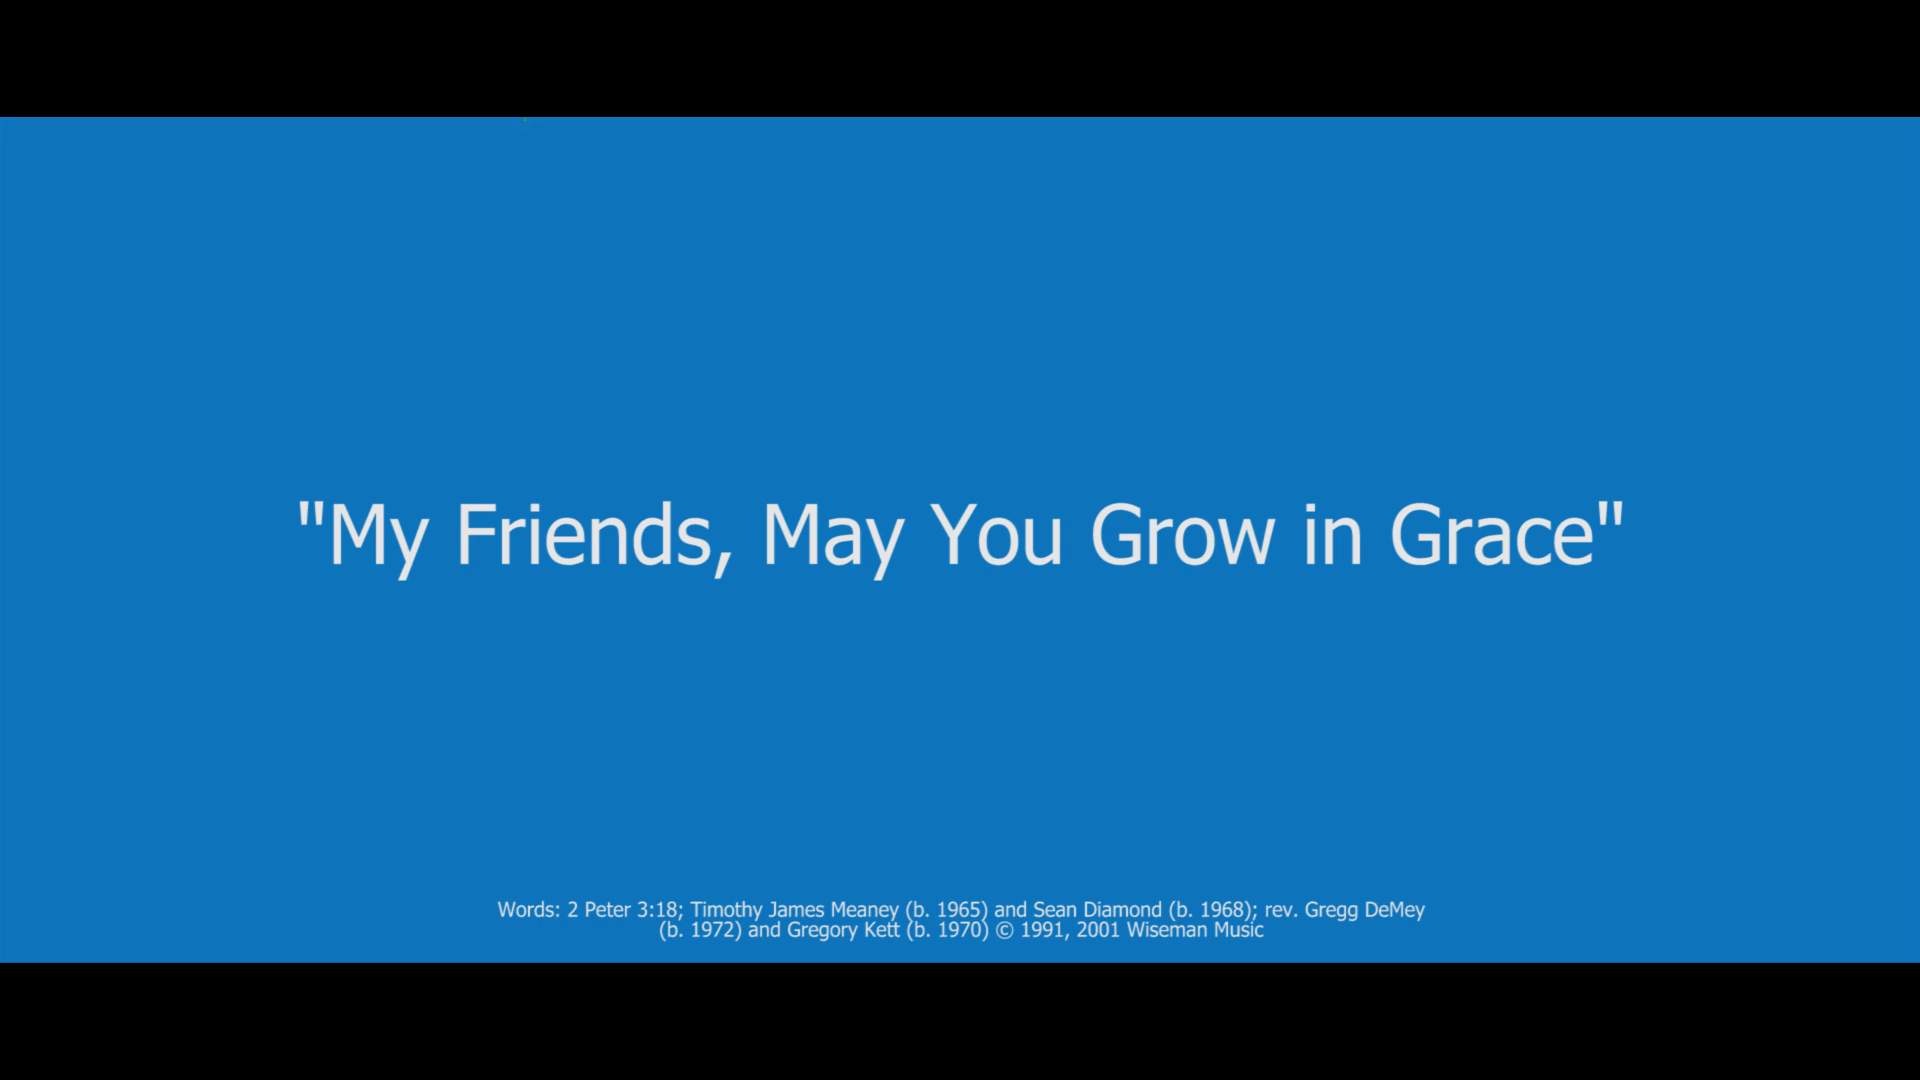 "My Friends, May You Grow in Grace"
Words: 2 Peter 3:18; Timothy James Meaney (b. 1965) and Sean Diamond (b. 1968); rev. Gregg DeMey
(b. 1972) and Gregory Kett (b. 1970) © 1991, 2001 Wiseman Music